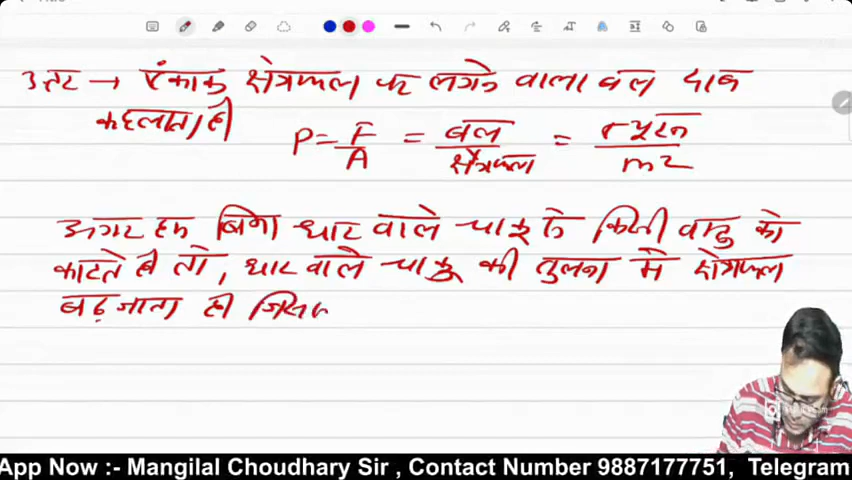 उत्तर → एकांक क्षेत्रफल पर लगने वाला बल दाब
कहलाता है
P = F/A = बल/क्षेत्रफल = न्यूटन/m2
अगर हम बिना धार वाले चाकू से किसी वस्तु को
काटते है तो, धार वाले चाकू की तुलना मे क्षेत्रफल
बढ़ जाता है जिस
App Now :- Mangilal Choudhary Sir , Contact Number 9887177751, Telegram